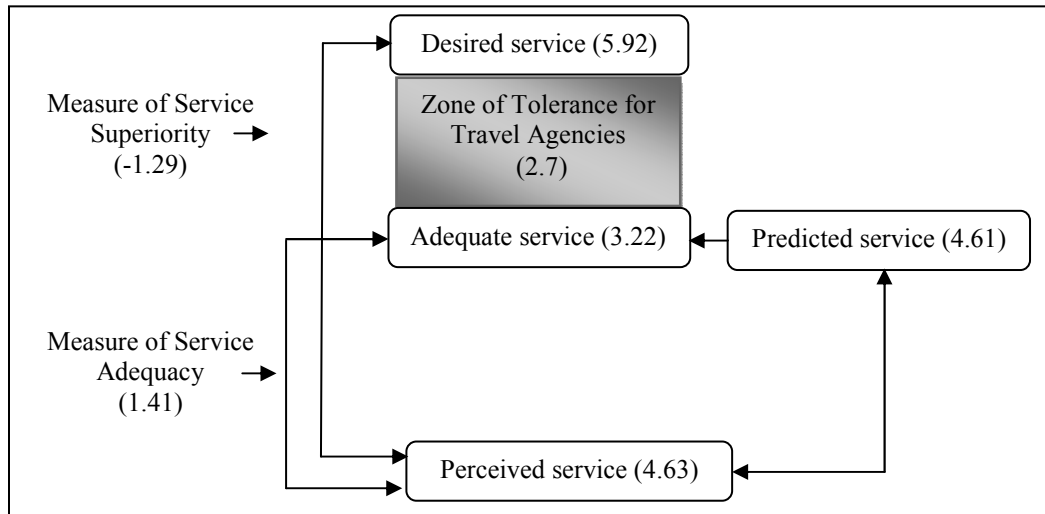 Desired service (5.92)
Measure of Service
Superiority
(-1.29)
Zone of Tolerance for
Travel Agencies
(2.7)
Adequate service (3.22)
Predicted service (4.61)
Measure of Service
Adequacy
(1.41)
Perceived service (4.63)